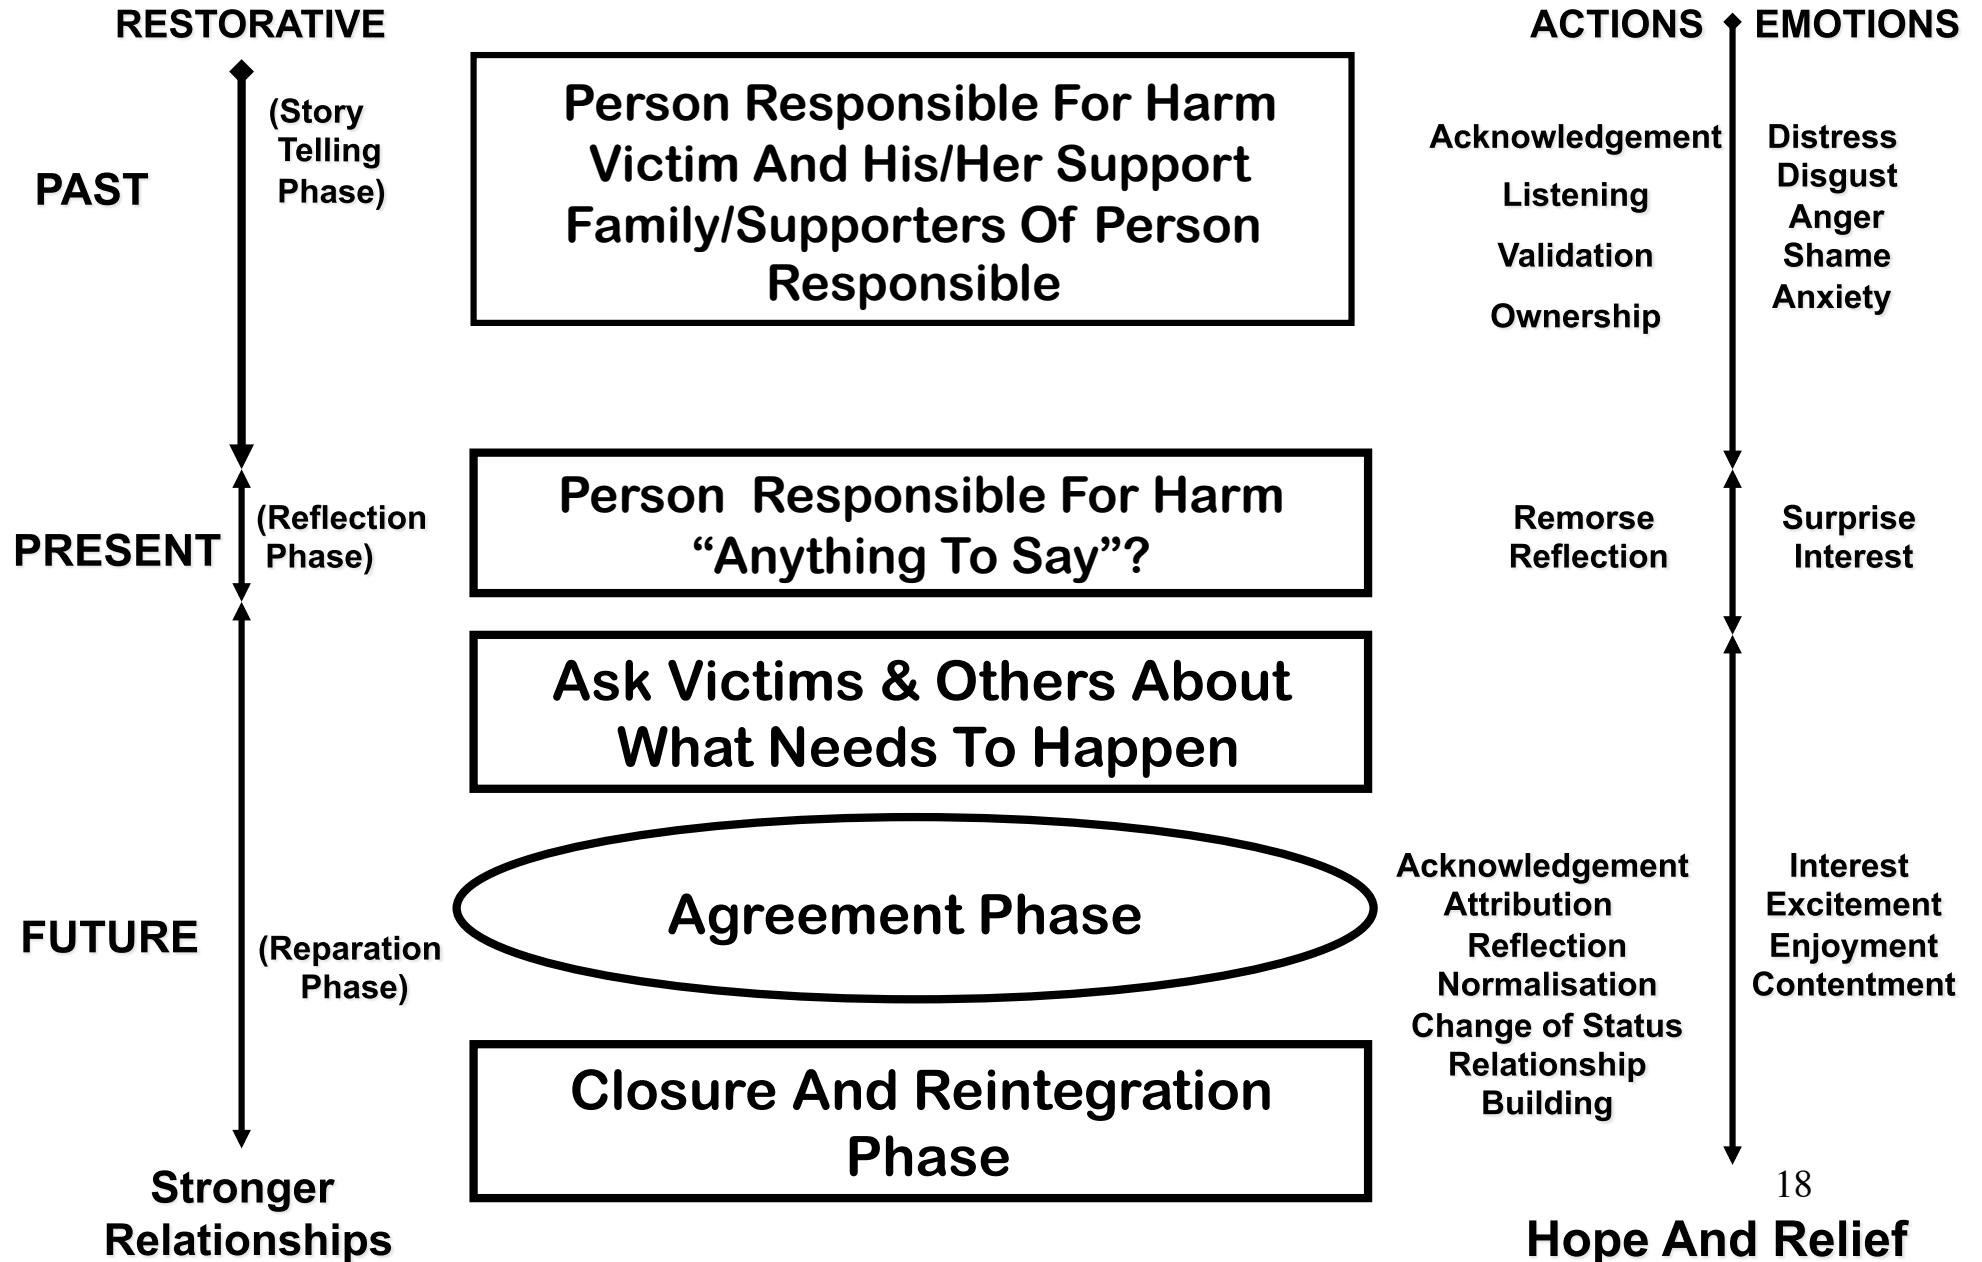 RESTORATIVE
ACTIONS
EMOTIONS
PAST
(Story
Telling
Phase)
Person Responsible For Harm
Victim And His/Her Support
Family/Supporters Of Person
Responsible
Acknowledgement
Listening
Validation
Ownership
Distress
Disgust
Anger
Shame
Anxiety
PRESENT
(Reflection
Phase)
Person Responsible For Harm
“Anything To Say”?
Remorse
Reflection
Surprise
Interest
Ask Victims & Others About
What Needs To Happen
FUTURE
(Reparation
Phase)
Agreement Phase
Acknowledgement
Attribution
Reflection
Normalisation
Change of Status
Relationship
Building
Interest
Excitement
Enjoyment
Contentment
Closure And Reintegration
Phase
Stronger
Relationships
18
Hope And Relief